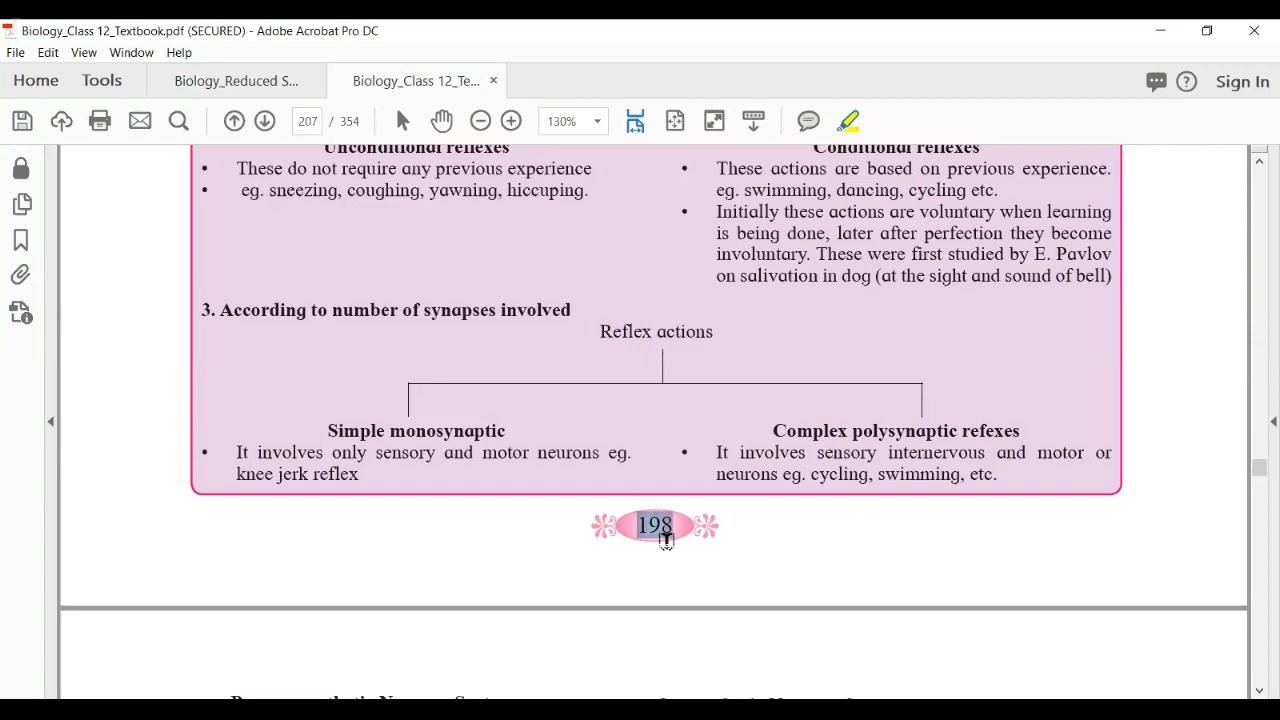 Biology_Class 12_Textbook.pdf (SECURED) - Adobe Acrobat Pro DC
File Edit View Window Help
Home Tools Biology_Reduced S... Biology_Class 12_Te... × Sign In
207 / 354 130%
Unconditional reflexes
• These do not require any previous experience
• eg. sneezing, coughing, yawning, hiccuping.
Conditional reflexes
• These actions are based on previous experience.
eg. swimming, dancing, cycling etc.
• Initially these actions are voluntary when learning
is being done, later after perfection they become
involuntary. These were first studied by E. Pavlov
on salivation in dog (at the sight and sound of bell)
3. According to number of synapses involved
Reflex actions
Simple monosynaptic
• It involves only sensory and motor neurons eg.
knee jerk reflex
Complex polysynaptic refexes
• It involves sensory internervous and motor or
neurons eg. cycling, swimming, etc.
198